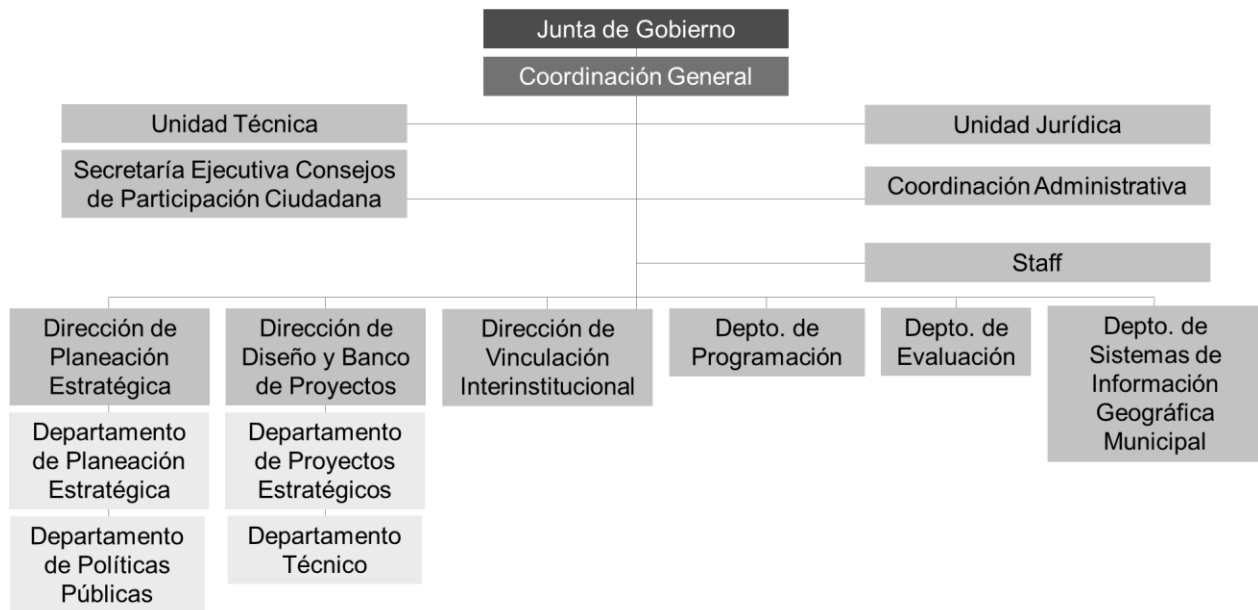 Junta de Gobierno
Coordinación General
Unidad Técnica
Unidad Jurídica
Secretaría Ejecutiva Consejos
de Participación Ciudadana
Coordinación Administrativa
Staff
Dirección de
Planeación
Estratégica
Dirección de
Diseño y Banco
de Proyectos
Dirección de
Vinculación
Interinstitucional
Depto. de
Programación
Depto. de
Evaluación
Depto. de
Sistemas de
Información
Geográfica
Municipal
Departamento
de Planeación
Estratégica
Departamento
de Proyectos
Estratégicos
Departamento
de Políticas
Públicas
Departamento
Técnico